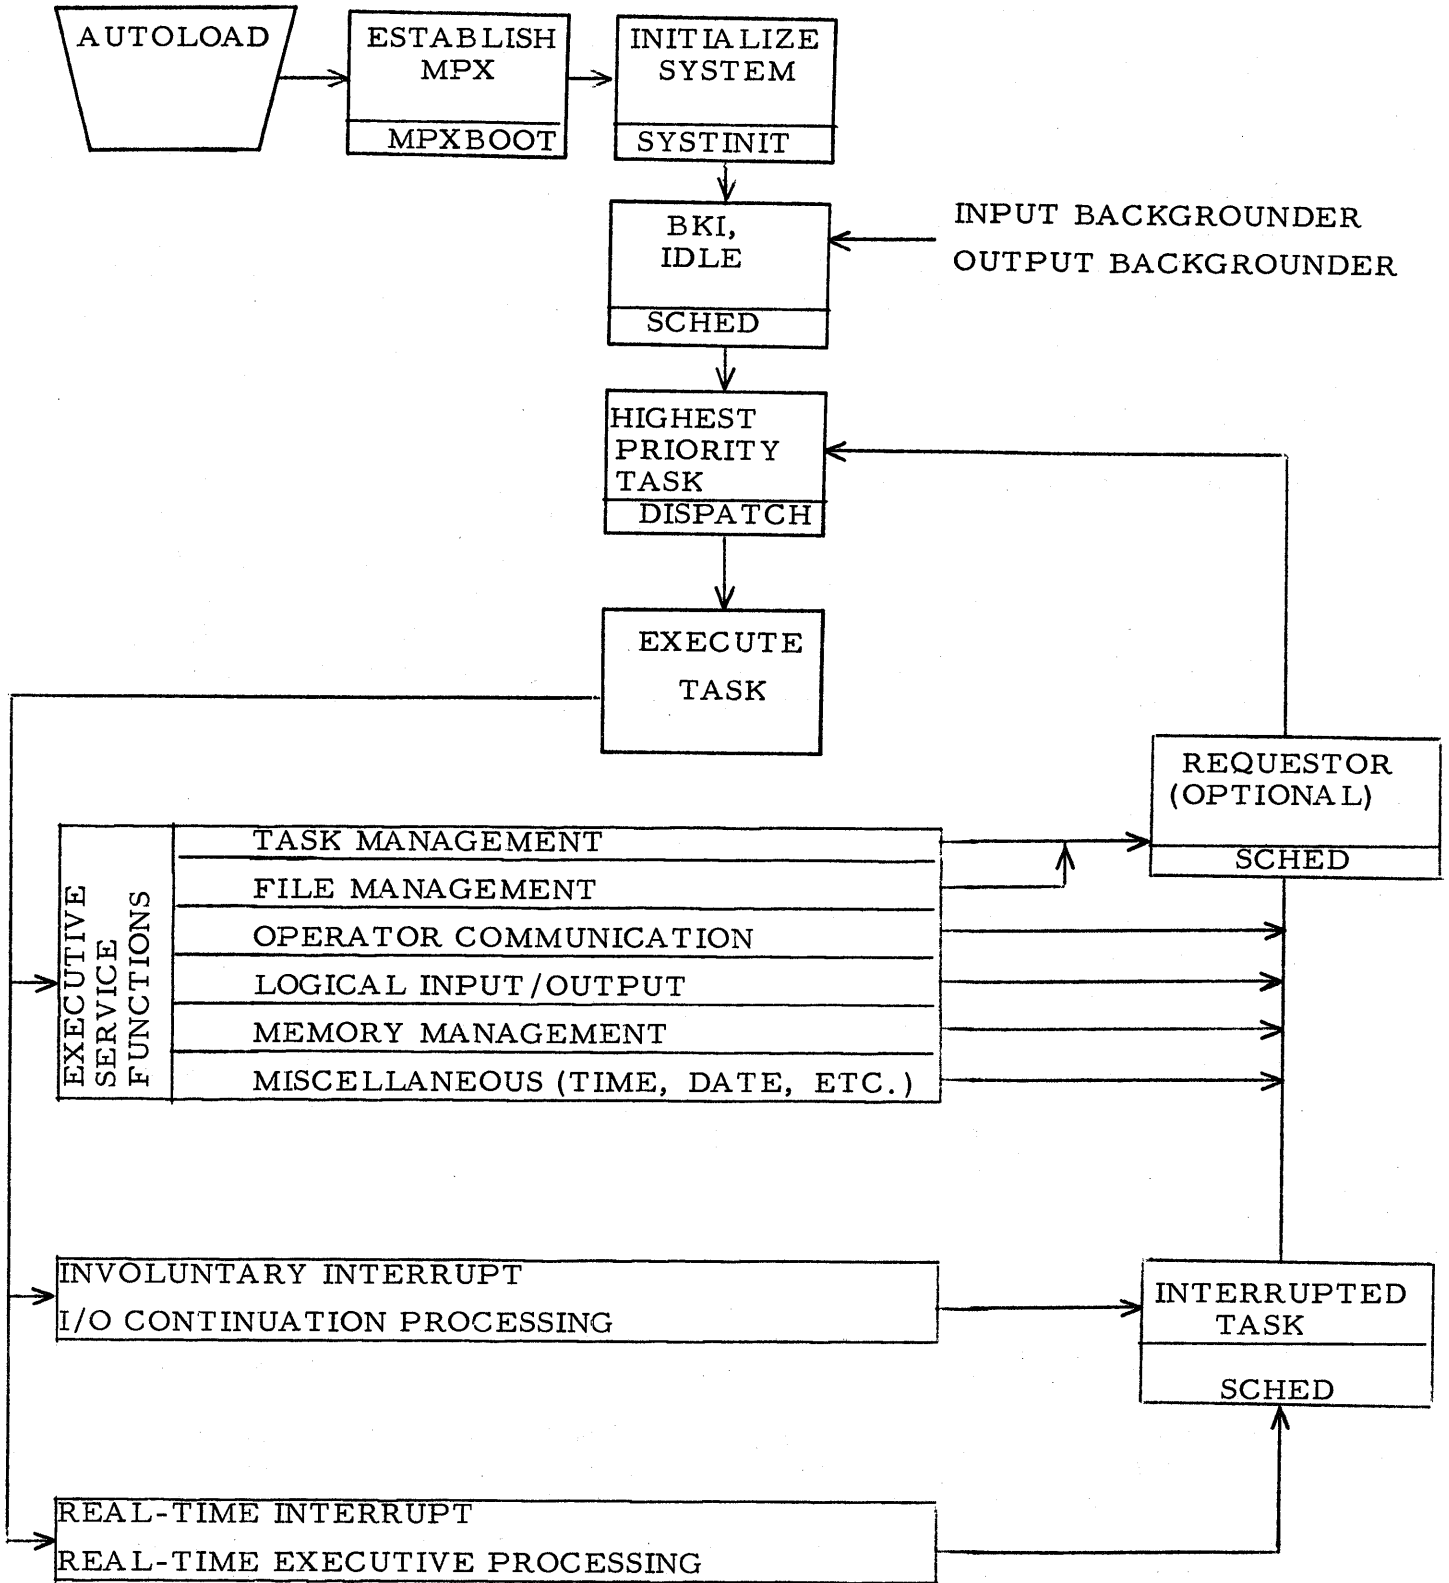 AUTOLOAD
ESTABLISH
MPX
MPXBOOT
INITIALIZE
SYSTEM
SYSTINIT
BKI,
IDLE
SCHED
INPUT BACKGROUNDER
OUTPUT BACKGROUNDER
HIGHEST
PRIORITY
TASK
DISPATCH
EXECUTE
TASK
REQUESTOR
(OPTIONAL)
SCHED
EXECUTIVE
SERVICE
FUNCTIONS
TASK MANAGEMENT
FILE MANAGEMENT
OPERATOR COMMUNICATION
LOGICAL INPUT/OUTPUT
MEMORY MANAGEMENT
MISCELLANEOUS (TIME, DATE, ETC.)
INVOLUNTARY INTERRUPT
I/O CONTINUATION PROCESSING
INTERRUPTED
TASK
SCHED
REAL-TIME INTERRUPT
REAL-TIME EXECUTIVE PROCESSING